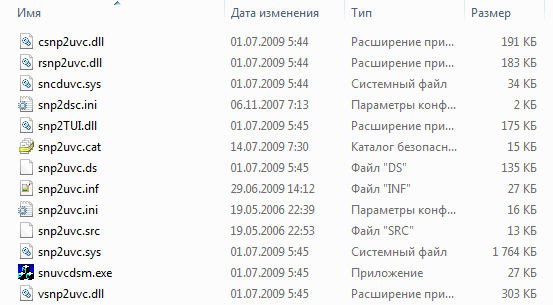 Имя Дата изменения Тип Размер
csnp2uvc.dll 01.07.2009 5:44 Расширение при... 191 КБ
rsnp2uvc.dll 01.07.2009 5:44 Расширение при... 183 КБ
sncduvc.sys 01.07.2009 5:44 Системный файл 34 КБ
snp2dsc.ini 06.11.2007 7:13 Параметры конф... 2 КБ
snp2TUI.dll 01.07.2009 5:45 Расширение при... 175 КБ
snp2uvc.cat 14.07.2009 7:30 Каталог безопасн... 15 КБ
snp2uvc.ds 01.07.2009 5:45 Файл "DS" 135 КБ
snp2uvc.inf 29.06.2009 14:12 Файл "INF" 27 КБ
snp2uvc.ini 19.05.2006 22:39 Параметры конф... 16 КБ
snp2uvc.src 19.05.2006 22:53 Файл "SRC" 13 КБ
snp2uvc.sys 01.07.2009 5:45 Системный файл 1 764 КБ
snuvcdsm.exe 01.07.2009 5:45 Приложение 27 КБ
vsnp2uvc.dll 01.07.2009 5:45 Расширение при... 303 КБ